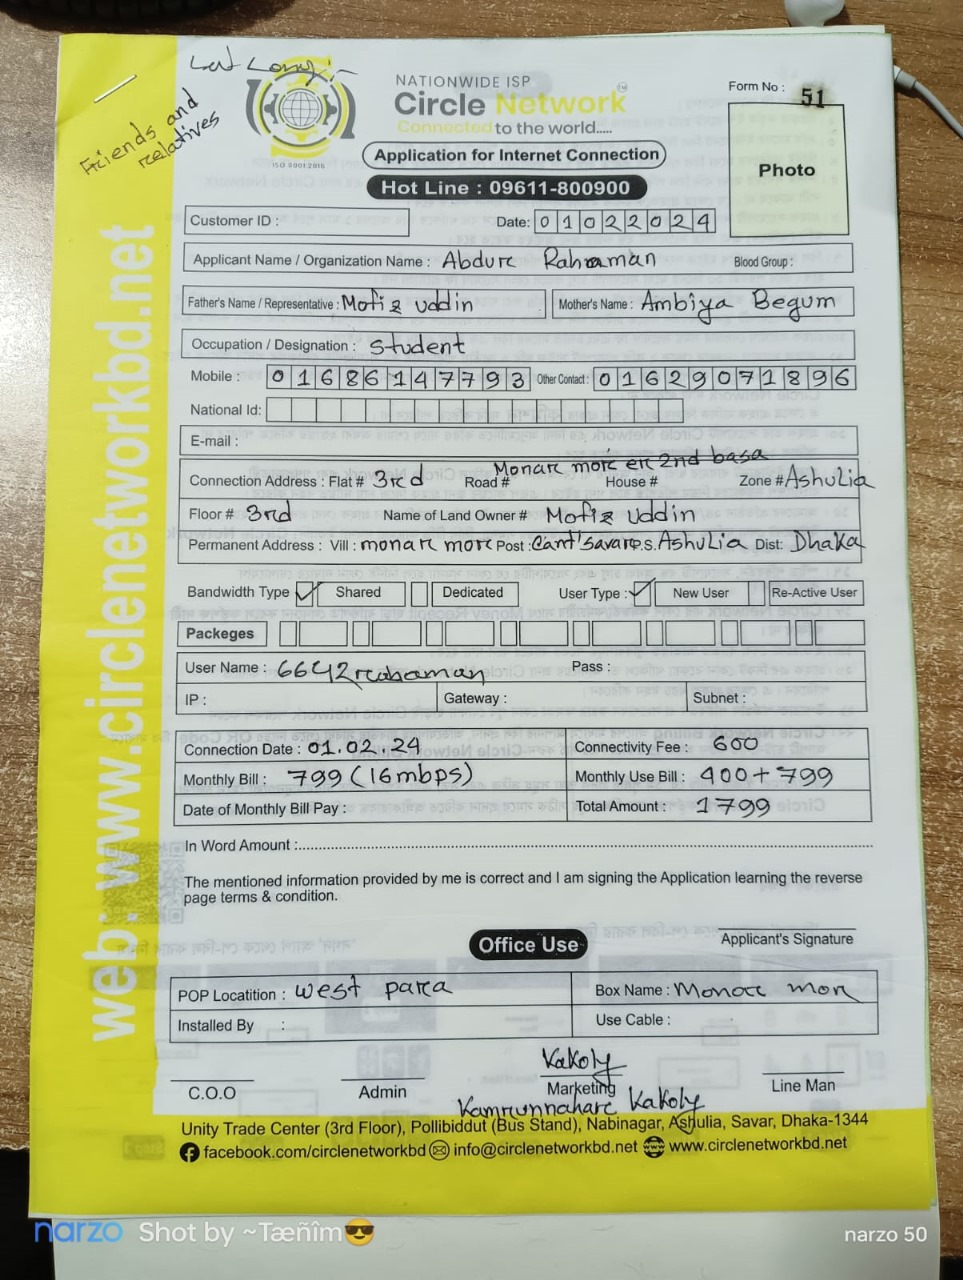 Lat Long :-
Friends and
relatives
NATIONWIDE ISP
Circle Network
Connected to the world.....
ISO 9001:2015
Form No : 51
Photo
Application for Internet Connection
Hot Line : 09611-800900
Customer ID :
Date: 01022024
Applicant Name / Organization Name : Abdur Rahaman Blood Group :
Father's Name / Representative : Mofiz uddin Mother's Name : Ambiya Begum
Occupation / Designation : Student
Mobile : 01686147793 Other Contact : 01629071896
National Id:
E-mail :
Monar more er 2nd basa
Connection Address : Flat # 3rd Road # House # Zone # Ashulia
Floor # 3rd Name of Land Owner # Mofiz Uddin
Permanent Address : Vill : monar more Post : Cant' Savar P.S. Ashulia Dist: Dhaka
Bandwidth Type Shared Dedicated User Type : New User Re-Active User
Packeges
User Name : 6642rahaman Pass :
IP : Gateway : Subnet :
Connection Date : 01.02.24 Connectivity Fee : 600
Monthly Bill : 799 (16mbps) Monthly Use Bill : 400+799
Date of Monthly Bill Pay : Total Amount : 1799
In Word Amount :
The mentioned information provided by me is correct and I am signing the Application learning the reverse
page terms & condition.
Applicant's Signature
Office Use
POP Locatition : west para Box Name : Monar mor
Installed By : Use Cable :
Kakoly
C.O.O Admin Marketing Line Man
Kamrunnahar Kakoly
Unity Trade Center (3rd Floor), Pollibiddut (Bus Stand), Nabinagar, Ashulia, Savar, Dhaka-1344
facebook.com/circlenetworkbd info@circlenetworkbd.net www.circlenetworkbd.net
web: www.circlenetworkbd.net
narzo Shot by ~Tæñîm😎 narzo 50